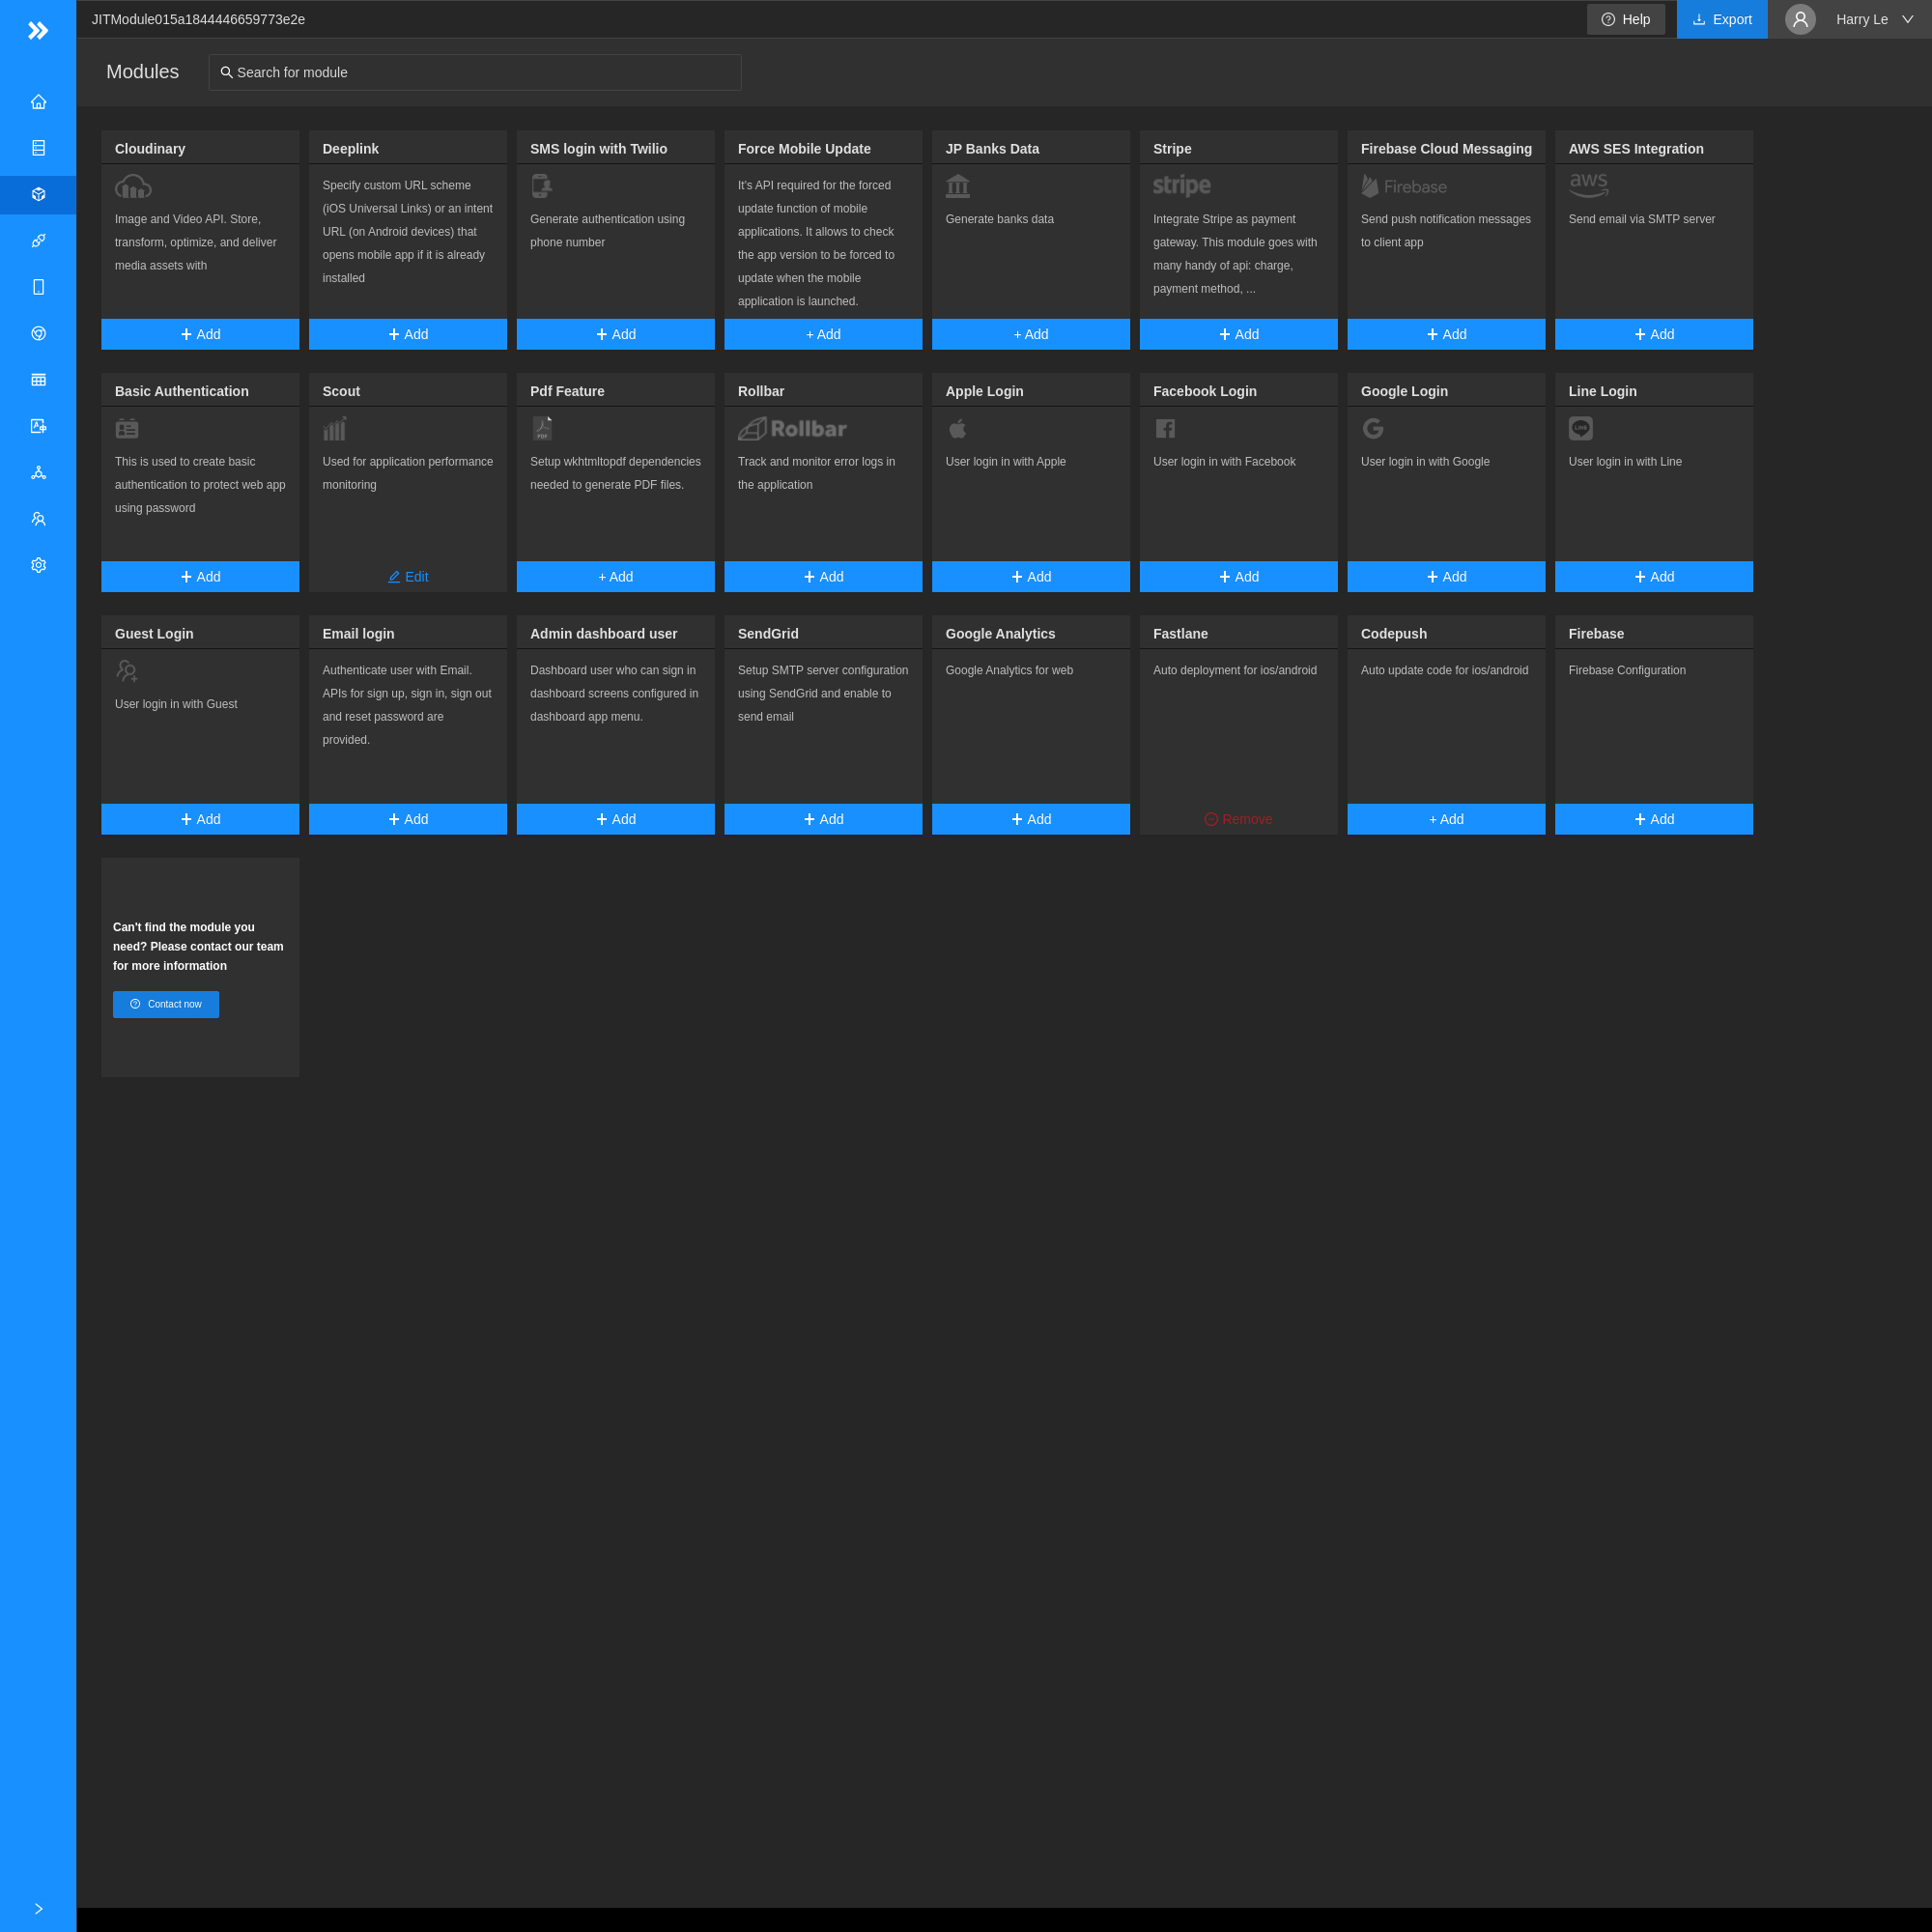 JITModule015a1844446659773e2e
Help
Export
Harry Le
Modules
Search for module
Cloudinary
Image and Video API. Store,
transform, optimize, and deliver
media assets with
Add
Deeplink
Specify custom URL scheme
(iOS Universal Links) or an intent
URL (on Android devices) that
opens mobile app if it is already
installed
Add
SMS login with Twilio
Generate authentication using
phone number
Add
Force Mobile Update
It's API required for the forced
update function of mobile
applications. It allows to check
the app version to be forced to
update when the mobile
application is launched.
+ Add
JP Banks Data
Generate banks data
+ Add
Stripe
stripe
Integrate Stripe as payment
gateway. This module goes with
many handy of api: charge,
payment method, ...
Add
Firebase Cloud Messaging
Firebase
Send push notification messages
to client app
Add
AWS SES Integration
aws
Send email via SMTP server
Add
Basic Authentication
This is used to create basic
authentication to protect web app
using password
Add
Scout
Used for application performance
monitoring
Edit
Pdf Feature
PDF
Setup wkhtmltopdf dependencies
needed to generate PDF files.
+ Add
Rollbar
Rollbar
Track and monitor error logs in
the application
Add
Apple Login
User login in with Apple
Add
Facebook Login
User login in with Facebook
Add
Google Login
G
User login in with Google
Add
Line Login
LINE
User login in with Line
Add
Guest Login
User login in with Guest
Add
Email login
Authenticate user with Email.
APIs for sign up, sign in, sign out
and reset password are
provided.
Add
Admin dashboard user
Dashboard user who can sign in
dashboard screens configured in
dashboard app menu.
Add
SendGrid
Setup SMTP server configuration
using SendGrid and enable to
send email
Add
Google Analytics
Google Analytics for web
Add
Fastlane
Auto deployment for ios/android
Remove
Codepush
Auto update code for ios/android
+ Add
Firebase
Firebase Configuration
Add
Can't find the module you
need? Please contact our team
for more information
Contact now